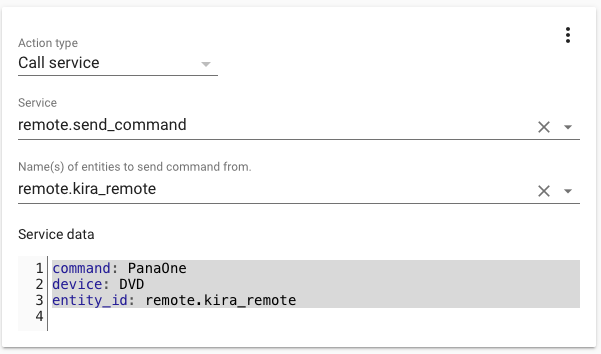 Action type
Call service
Service
remote.send_command
Name(s) of entities to send command from.
remote.kira_remote
Service data
1 command: PanaOne
2 device: DVD
3 entity_id: remote.kira_remote
4